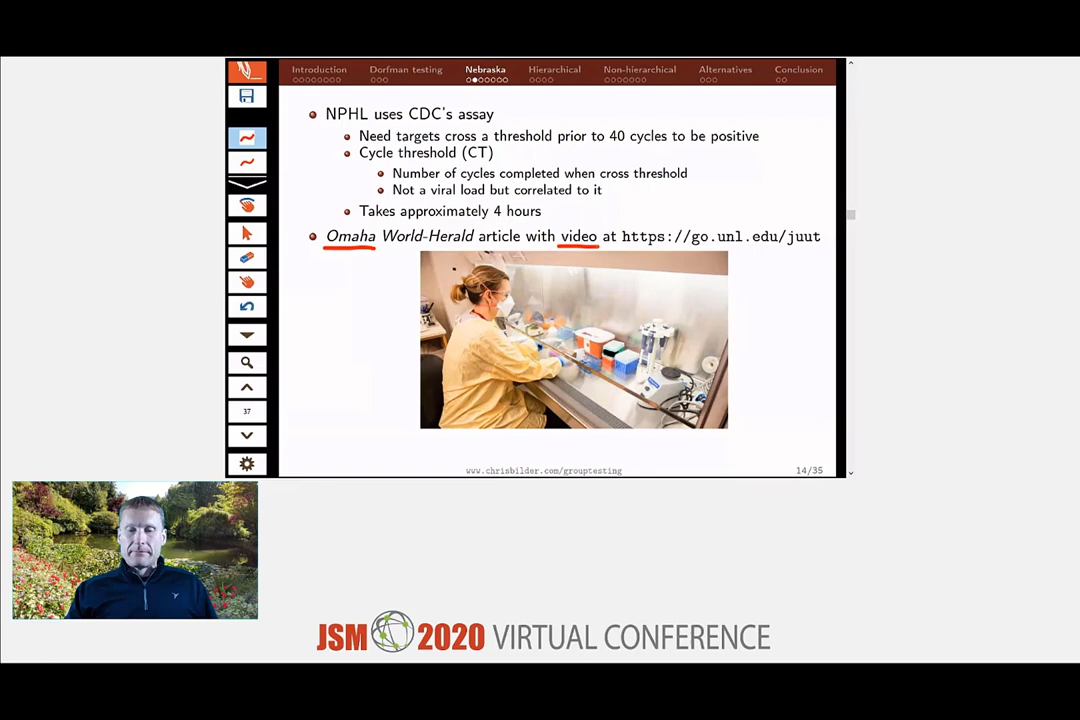 Introduction Dorfman testing Nebraska Hierarchical Non-hierarchical Alternatives Conclusion
NPHL uses CDC's assay
Need targets cross a threshold prior to 40 cycles to be positive
Cycle threshold (CT)
Number of cycles completed when cross threshold
Not a viral load but correlated to it
Takes approximately 4 hours
Omaha World-Herald article with video at https://go.unl.edu/juut
37
www.chrisbilder.com/grouptesting 14/35
JSM 2020 VIRTUAL CONFERENCE